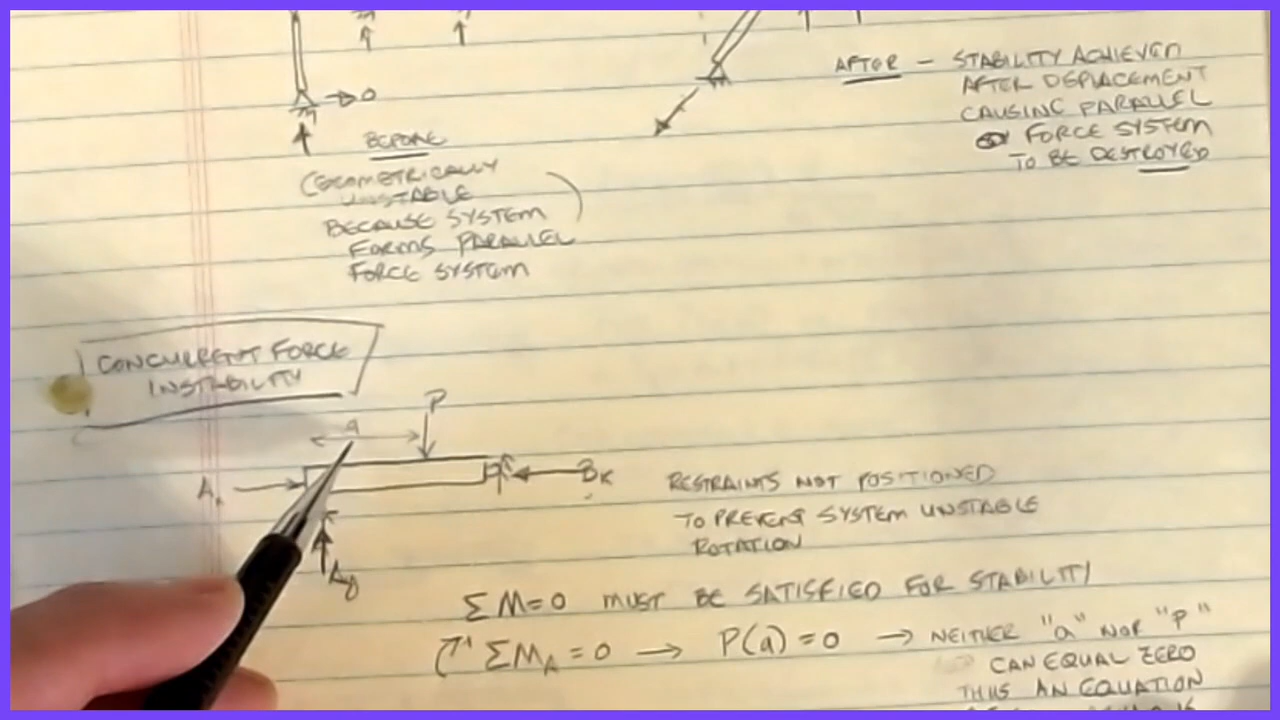 0
BEFORE
(GEOMETRICALLY
UNSTABLE
BECAUSE SYSTEM
FORMS PARALLEL
FORCE SYSTEM)
AFTER - STABILITY ACHIEVED
AFTER DISPLACEMENT
CAUSING PARALLEL
FORCE SYSTEM
TO BE DESTROYED
CONCURRENT FORCE
INSTABILITY
a
P
Ax
Bx
Ay
RESTRAINTS NOT POSITIONED
TO PREVENT SYSTEM UNSTABLE
ROTATION
ΣM=0 MUST BE SATISFIED FOR STABILITY
ΣM_A = 0 → P(a) = 0 → NEITHER "a" NOR "P"
CAN EQUAL ZERO
THUS AN EQUATION